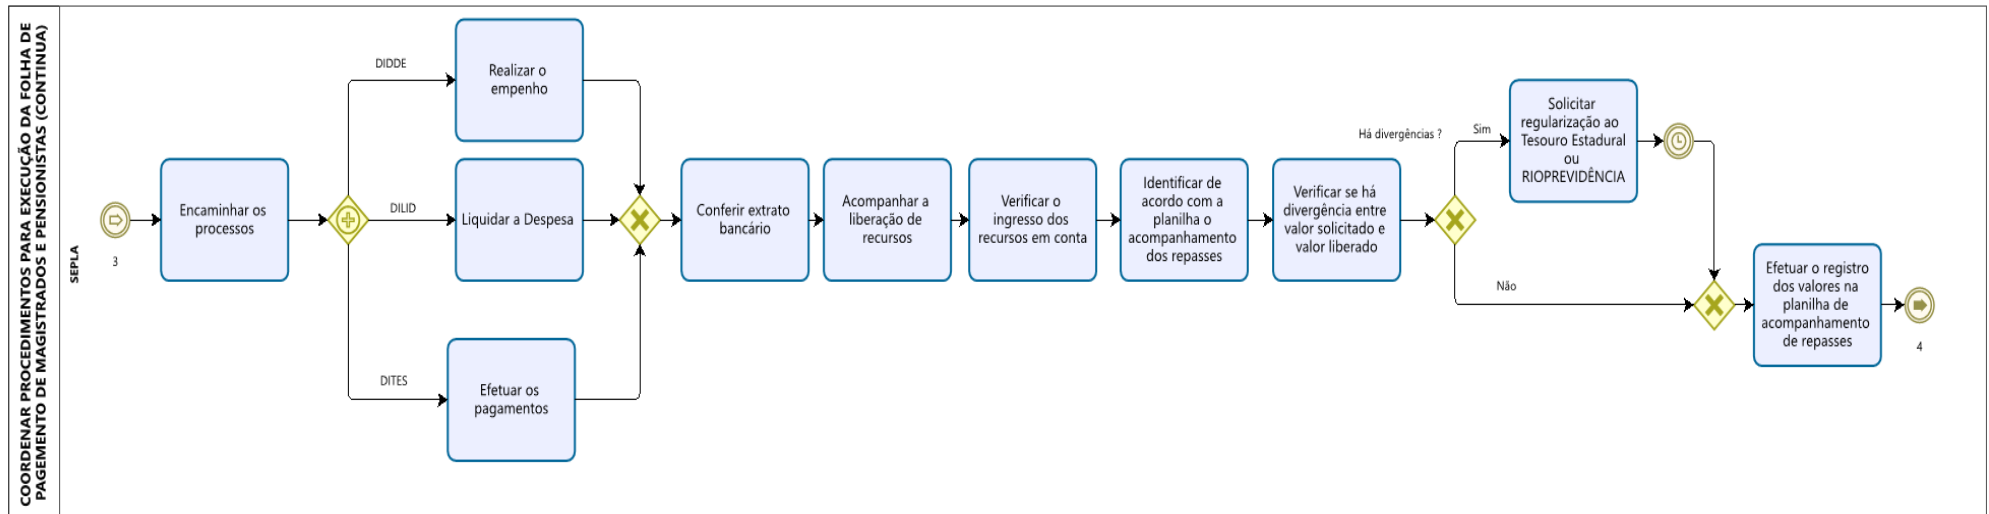 COORDENAR PROCEDIMENTOS PARA EXECUÇÃO DA FOLHA DE
PAGEMENTO DE MAGISTRADOS E PENSIONISTAS (CONTINUA)
SEPLA
3
Encaminhar os
processos
DIDDE
Realizar o
empenho
DILID
Liquidar a Despesa
DITES
Efetuar os
pagamentos
Conferir extrato
bancário
Acompanhar a
liberação de
recursos
Verificar o
ingresso dos
recursos em conta
Identificar de
acordo com a
planilha o
acompanhamento
dos repasses
Verificar se há
divergência entre
valor solicitado e
valor liberado
Há divergências ?
Sim
Solicitar
regularização ao
Tesouro Estadural
ou
RIOPREVIDÊNCIA
Não
Efetuar o registro
dos valores na
planilha de
acompanhamento
de repasses
4